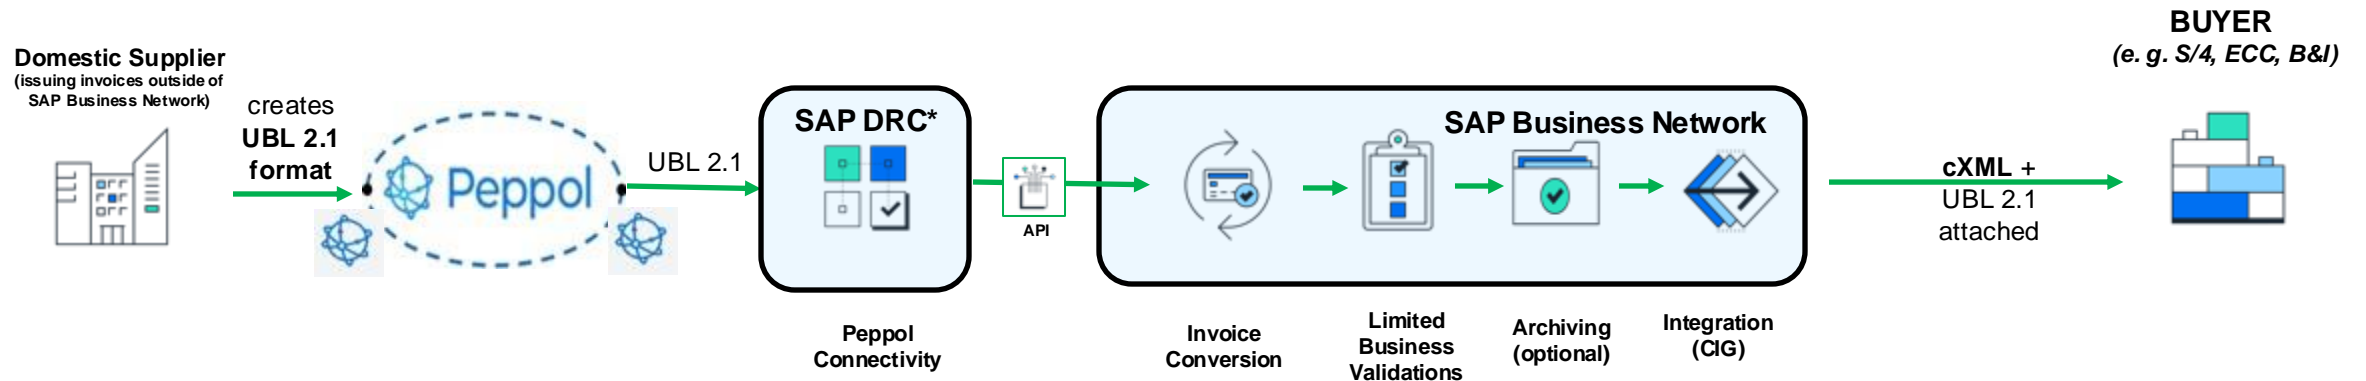 Domestic Supplier
(issuing invoices outside of
SAP Business Network)
creates
UBL 2.1
format
Peppol
UBL 2.1
SAP DRC*
Peppol
Connectivity
API
SAP Business Network
Invoice
Conversion
Limited
Business
Validations
Archiving
(optional)
Integration
(CIG)
cXML +
UBL 2.1
attached
BUYER
(e. g. S/4, ECC, B&I)